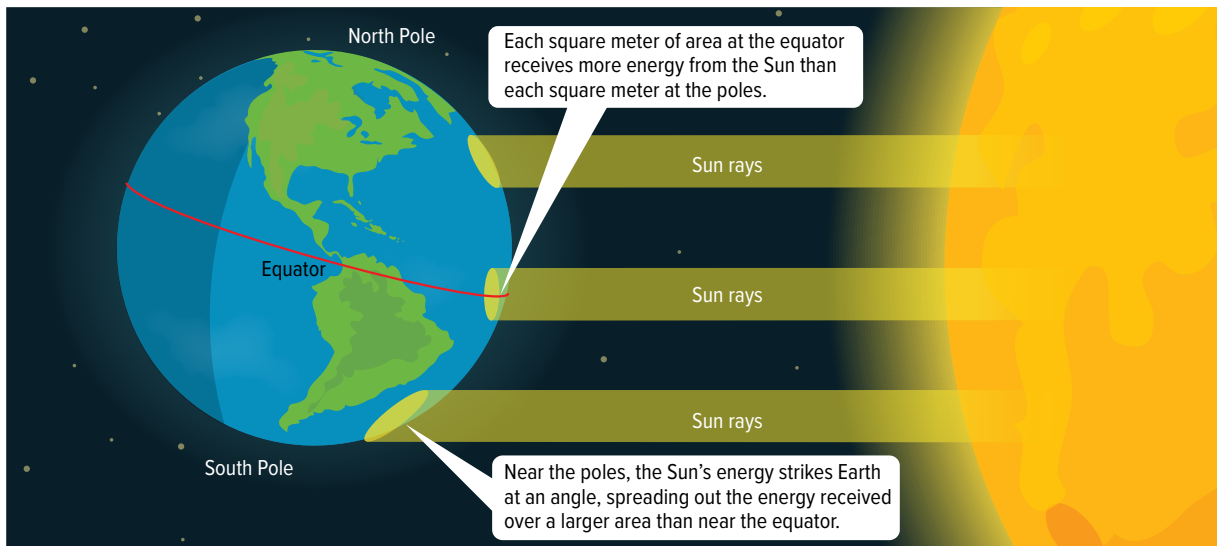 North Pole
Each square meter of area at the equator
receives more energy from the Sun than
each square meter at the poles.
Sun rays
Equator
Sun rays
Sun rays
South Pole
Near the poles, the Sun’s energy strikes Earth
at an angle, spreading out the energy received
over a larger area than near the equator.